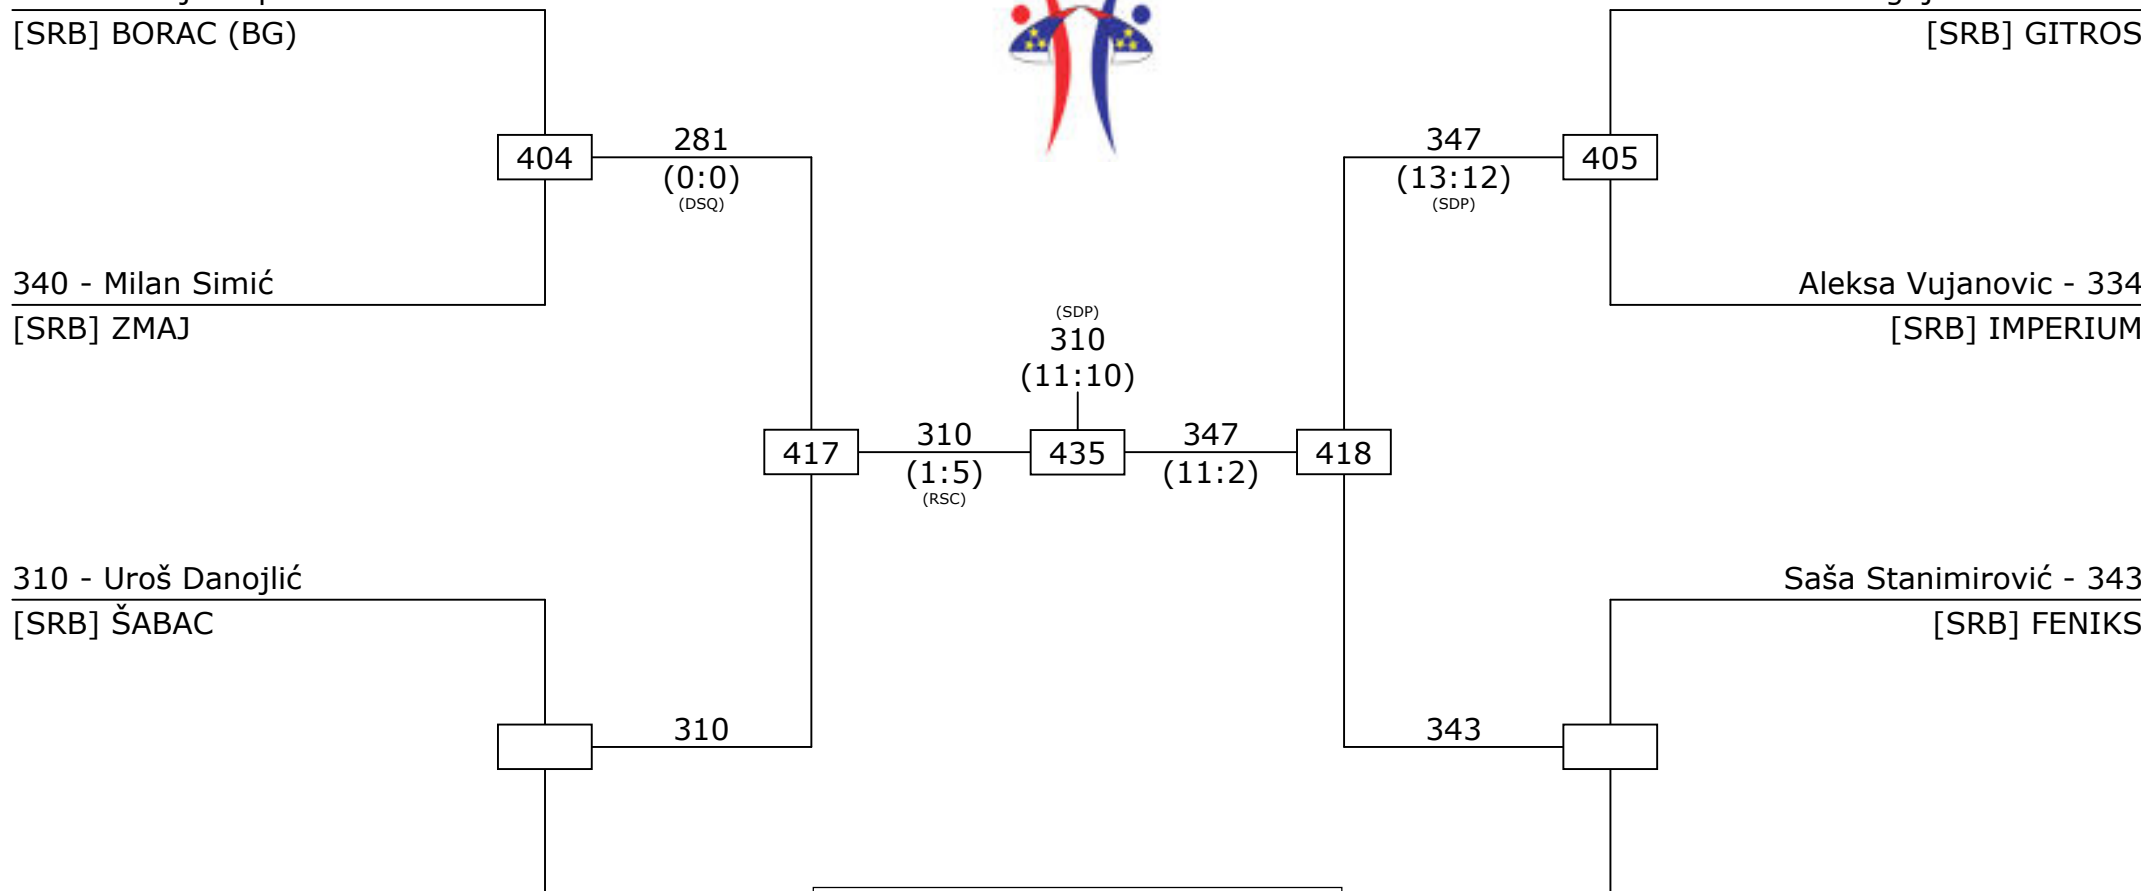 [SRB] BORAC (BG)
[SRB] GITROS
404
281
(0:0)
(DSQ)
347
(13:12)
(SDP)
405
340 - Milan Simić
[SRB] ZMAJ
Aleksa Vujanovic - 334
[SRB] IMPERIUM
(SDP)
310
(11:10)
417
310
(1:5)
(RSC)
435
347
(11:2)
418
310 - Uroš Danojlić
[SRB] ŠABAC
Saša Stanimirović - 343
[SRB] FENIKS
310
343